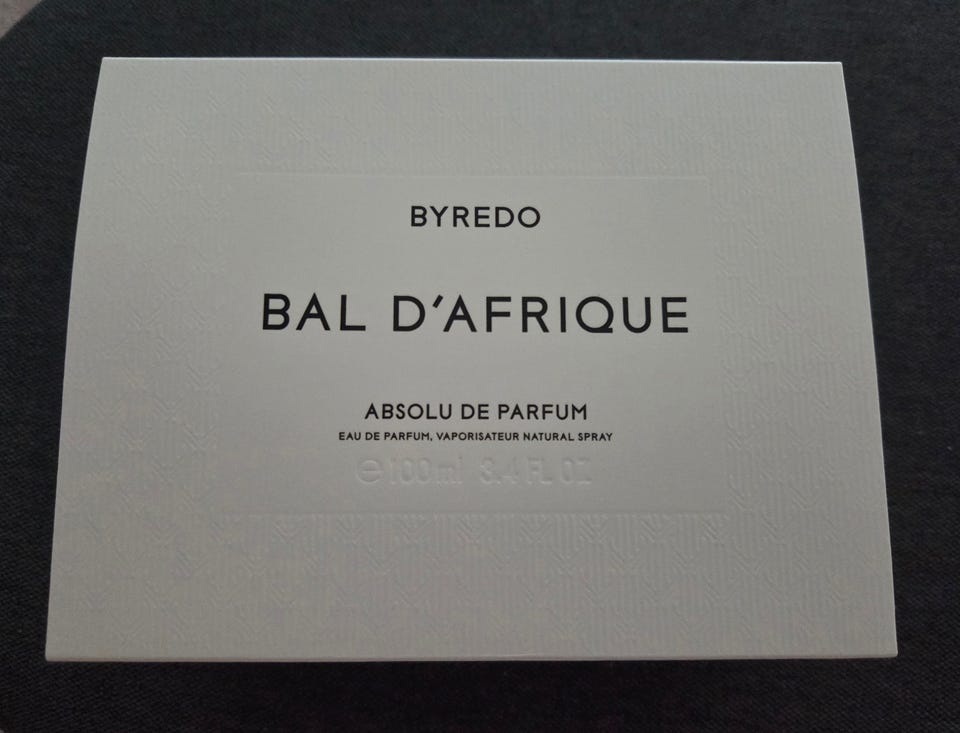 BYREDO
BAL D'AFRIQUE
ABSOLU DE PARFUM
EAU DE PARFUM, VAPORISATEUR NATURAL SPRAY
℮100ml 3.4 FL OZ